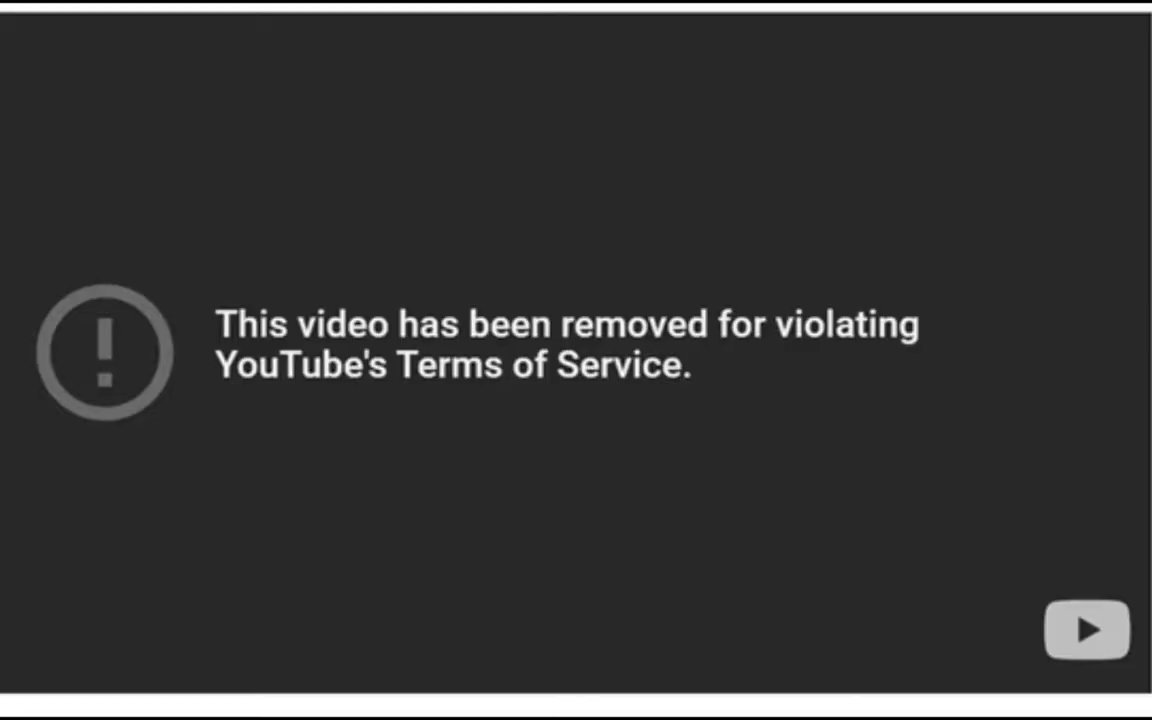 This video has been removed for violating
YouTube's Terms of Service.